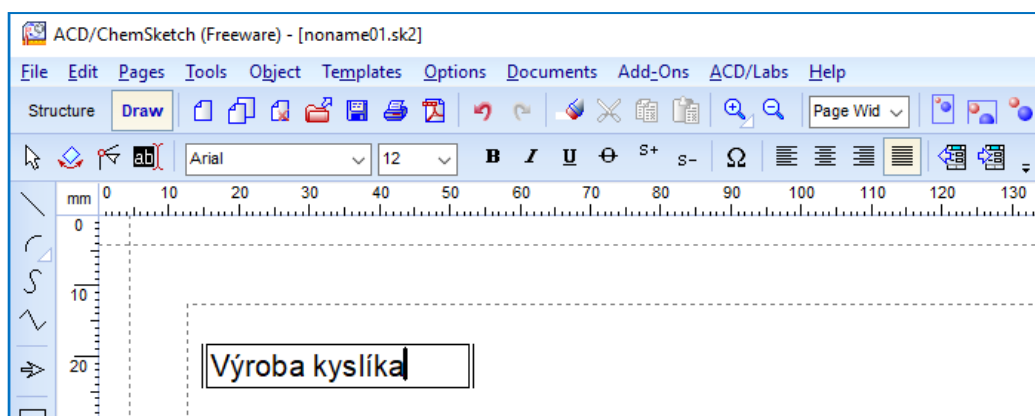 ACD/ChemSketch (Freeware) - [noname01.sk2]
File Edit Pages Tools Object Templates Options Documents Add-Ons ACD/Labs Help
Structure Draw Page Wid
ab Arial 12 B I U O S+ S- Ω
mm 0 10 20 30 40 50 60 70 80 90 100 110 120 130
0
10
20
Výroba kyslíka